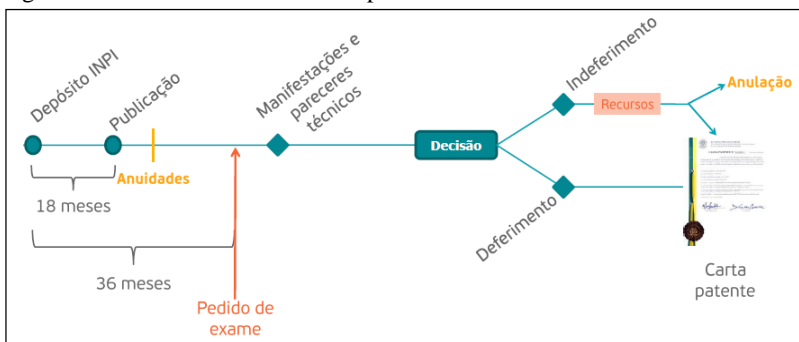 Depósito INPI
Publicação
Anuidades
18 meses
36 meses
Pedido de
exame
Manifestações e
pareceres
técnicos
Decisão
Indeferimento
Recursos
Anulação
Deferimento
Carta
patente